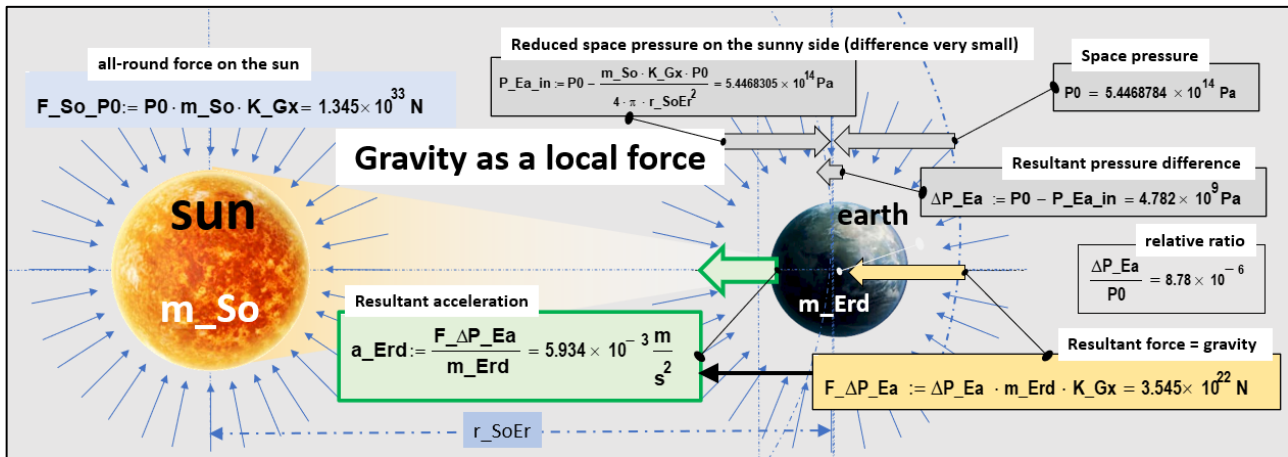 all-round force on the sun
F_So_P0:= P0 · m_So · K_Gx = 1.345× 10^33 N
Reduced space pressure on the sunny side (difference very small)
P_Ea_in := P0 − (m_So · K_Gx · P0) / (4 · π · r_SoEr^2) = 5.4468305 × 10^14 Pa
Space pressure
P0 = 5.4468784 × 10^14 Pa
Gravity as a local force
Resultant pressure difference
ΔP_Ea := P0 − P_Ea_in = 4.782 × 10^9 Pa
sun
earth
relative ratio
ΔP_Ea / P0 = 8.78 × 10^−6
m_So
m_Erd
Resultant acceleration
a_Erd:= F_ΔP_Ea / m_Erd = 5.934 × 10^−3 m / s^2
Resultant force = gravity
F_ΔP_Ea := ΔP_Ea · m_Erd · K_Gx = 3.545× 10^22 N
r_SoEr